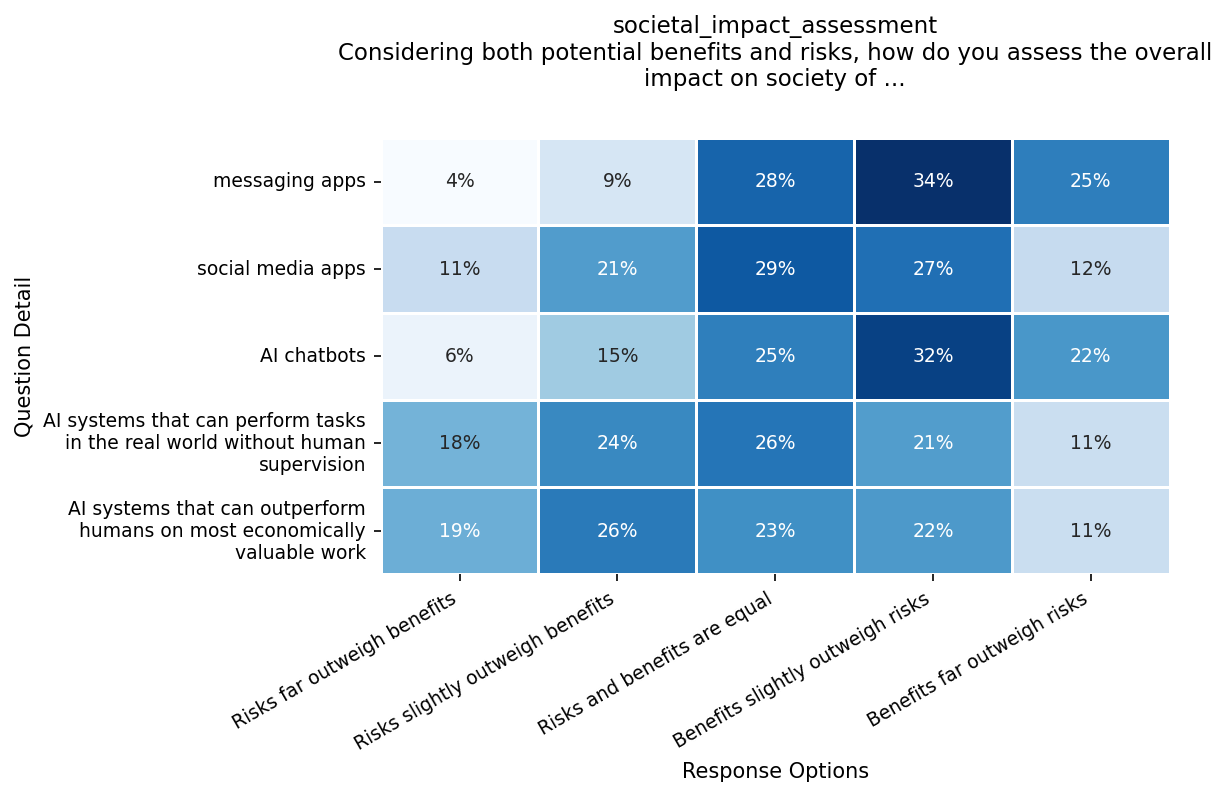 societal_impact_assessment
Considering both potential benefits and risks, how do you assess the overall
impact on society of ...
Question Detail
messaging apps
4%
9%
28%
34%
25%
social media apps
11%
21%
29%
27%
12%
AI chatbots
6%
15%
25%
32%
22%
AI systems that can perform tasks
in the real world without human
supervision
18%
24%
26%
21%
11%
AI systems that can outperform
humans on most economically
valuable work
19%
26%
23%
22%
11%
Risks far outweigh benefits
Risks slightly outweigh benefits
Risks and benefits are equal
Benefits slightly outweigh risks
Benefits far outweigh risks
Response Options